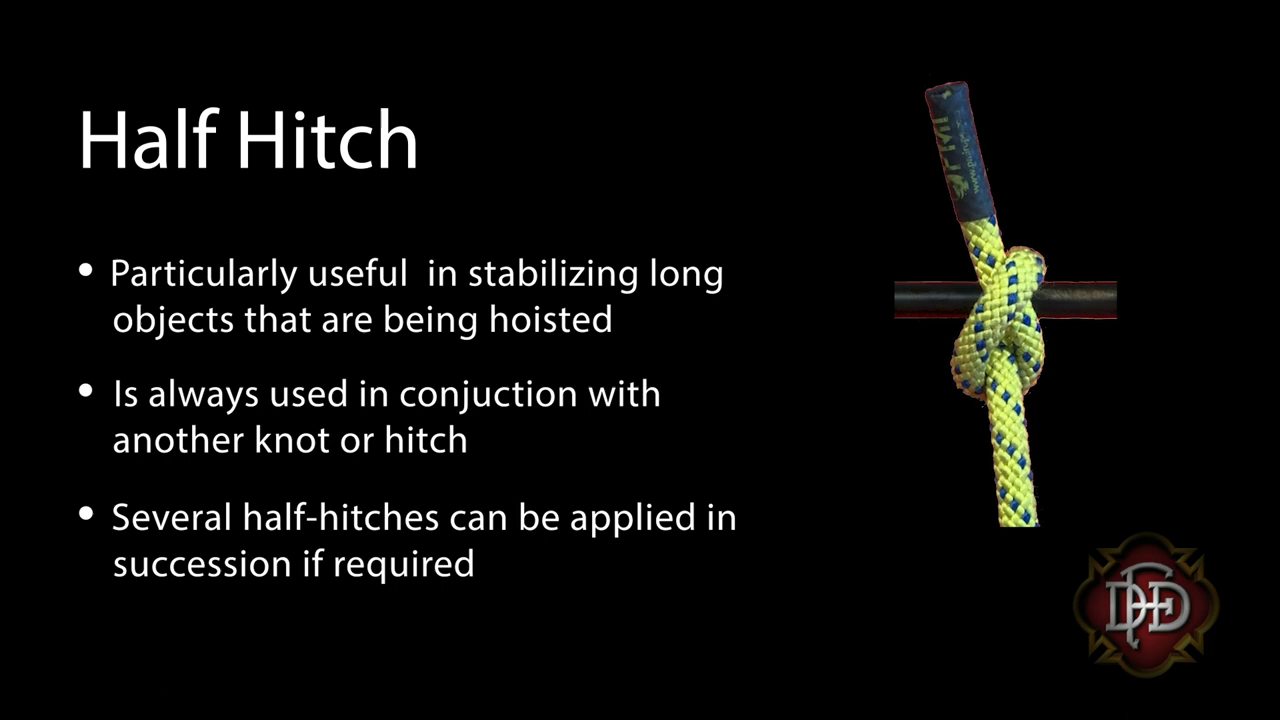 Half Hitch
• Particularly useful  in stabilizing long
objects that are being hoisted
• Is always used in conjuction with
another knot or hitch
• Several half-hitches can be applied in
succession if required
DFD